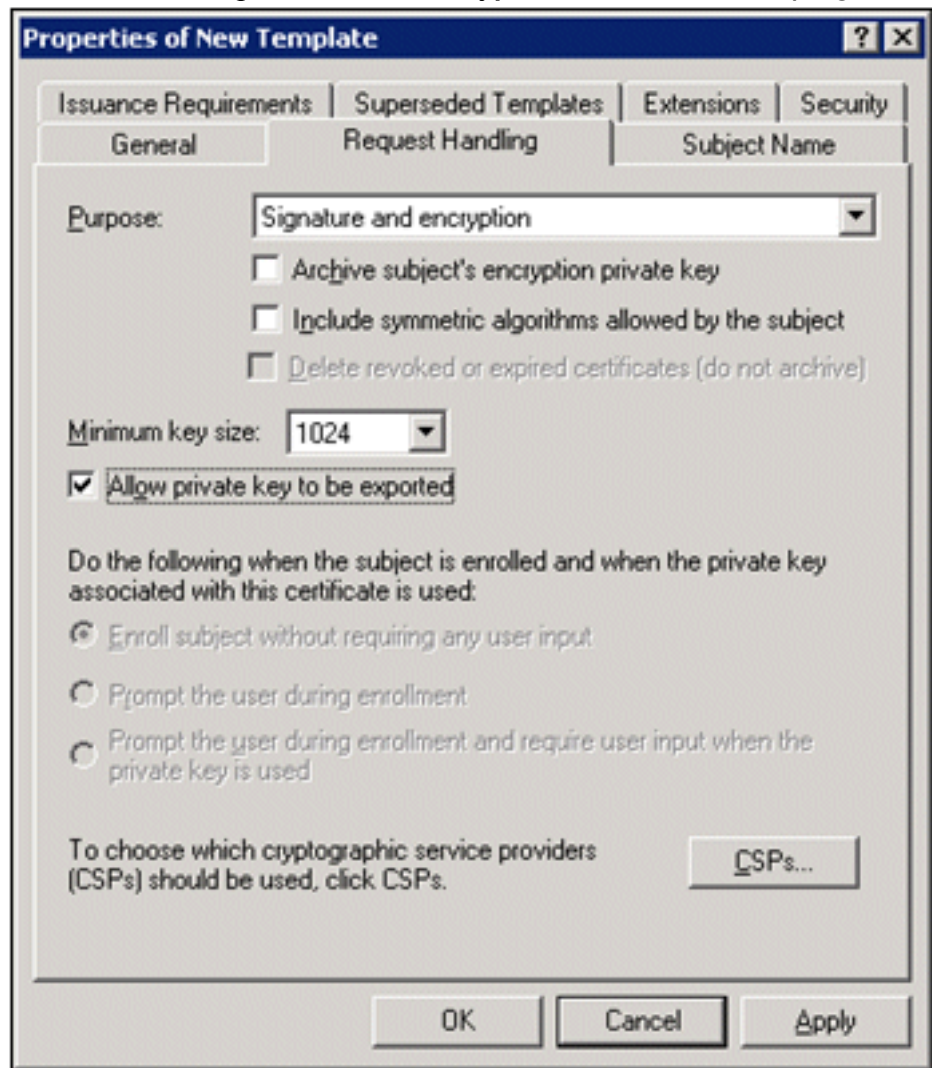 Properties of New Template
Issuance Requirements Superseded Templates Extensions Security
General Request Handling Subject Name
Purpose: Signature and encryption
Archive subject's encryption private key
Include symmetric algorithms allowed by the subject
Delete revoked or expired certificates (do not archive)
Minimum key size: 1024
Allow private key to be exported
Do the following when the subject is enrolled and when the private key
associated with this certificate is used:
Enroll subject without requiring any user input
Prompt the user during enrollment
Prompt the user during enrollment and require user input when the
private key is used
To choose which cryptographic service providers
(CSPs) should be used, click CSPs.
CSPs...
OK Cancel Apply